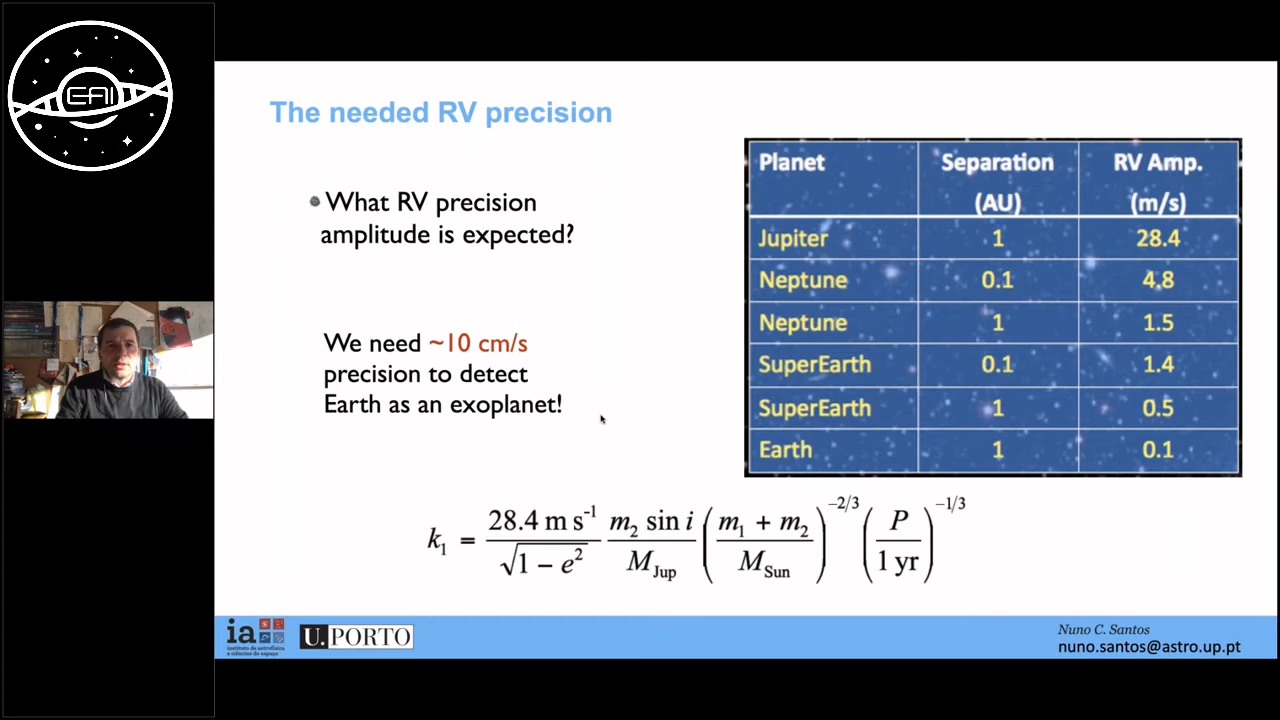 EAI
The needed RV precision
What RV precision
amplitude is expected?
We need ~10 cm/s
precision to detect
Earth as an exoplanet!
Planet Separation (AU) RV Amp. (m/s)
Jupiter 1 28.4
Neptune 0.1 4.8
Neptune 1 1.5
SuperEarth 0.1 1.4
SuperEarth 1 0.5
Earth 1 0.1
k₁ = 28.4 m s⁻¹ / √(1 − e²) m₂ sin i / M_Jup ((m₁ + m₂) / M_Sun)^−2/3 (P / 1 yr)^−1/3
ia
instituto de astrofísica
e ciências do espaço
U. PORTO
Nuno C. Santos
nuno.santos@astro.up.pt